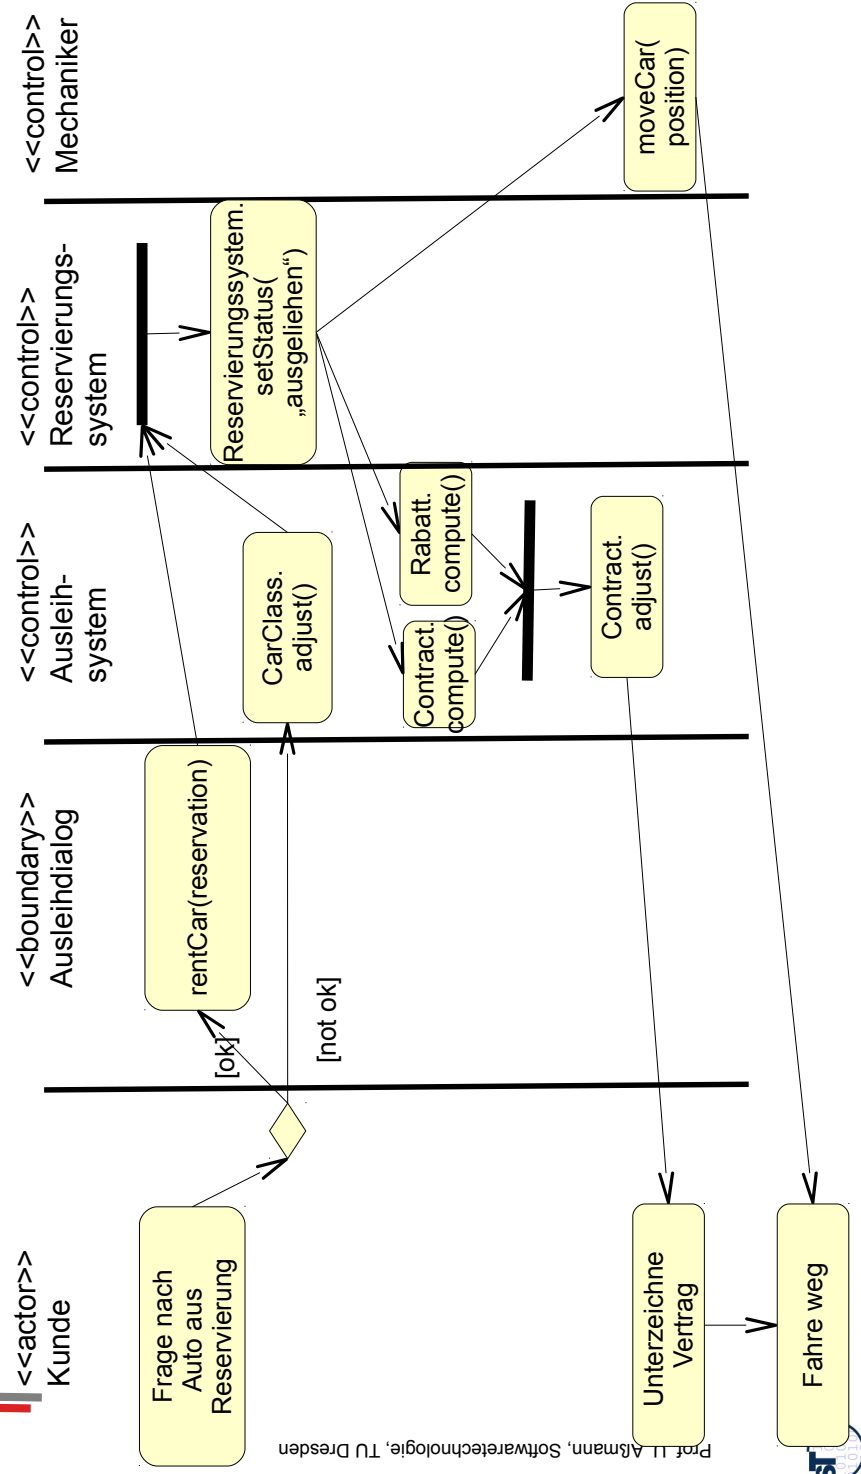 <<actor>>
Kunde
<<boundary>>
Ausleihdialog
<<control>>
Ausleih-
system
<<control>>
Reservierungs-
system
<<control>>
Mechaniker
Frage nach
Auto aus
Reservierung
[ok]
[not ok]
rentCar(reservation)
CarClass.
adjust()
Reservierungssystem.
setStatus(
„ausgeliehen“)
Contract.
compute()
Rabatt.
compute()
Contract.
adjust()
moveCar(
position)
Unterzeichne
Vertrag
Fahre weg
Prof. U. Aßmann, Softwaretechnologie, TU Dresden
ST